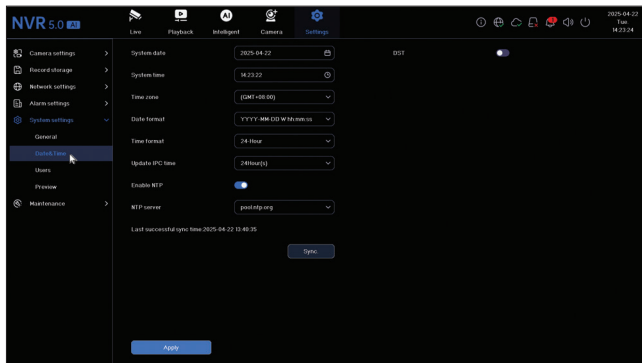 NVR 5.0 AI
Live
Playback
AI
Intelligent
Camera
Settings
2025-04-22
Tue
14:23:24
Camera settings
Record storage
Network settings
Alarm settings
System settings
General
Date&Time
Users
Preview
Maintenance
System date
2025-04-22
DST
System time
14:23:22
Time zone
(GMT+08:00)
Date format
YYYY-MM-DD W hh:mm:ss
Time format
24-Hour
Update IPC time
24Hour(s)
Enable NTP
NTP server
pool.ntp.org
Last successful sync time:2025-04-22 13:40:35
Sync.
Apply